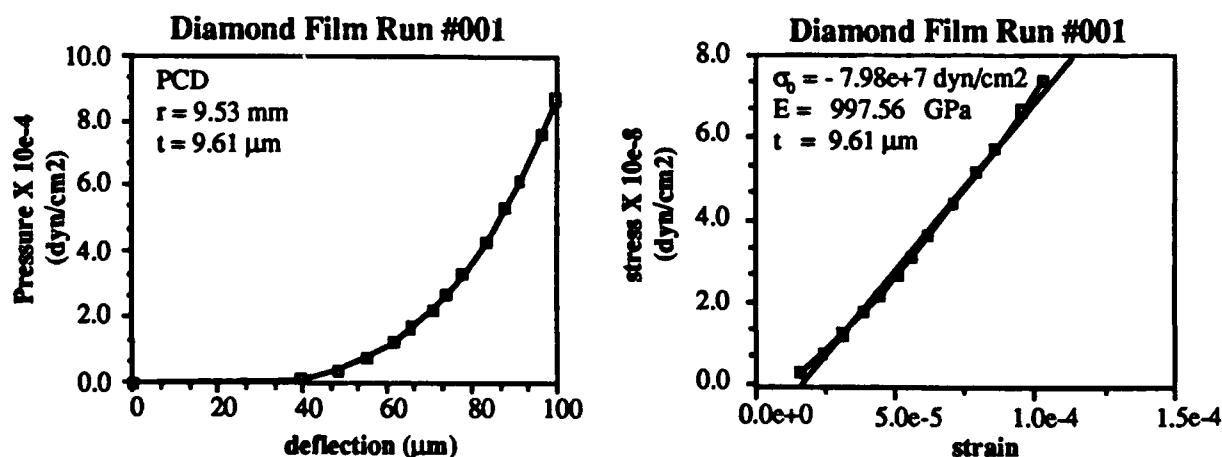 Diamond Film Run #001
PCD
r = 9.53 mm
t = 9.61 μm
Pressure X 10e-4
(dyn/cm2)
10.0
8.0
6.0
4.0
2.0
0.0
0 20 40 60 80 100
deflection (μm)
Diamond Film Run #001
σ₀ = - 7.98e+7 dyn/cm2
E = 997.56 GPa
t = 9.61 μm
stress X 10e-8
(dyn/cm2)
8.0
6.0
4.0
2.0
0.0
0.0e+0 5.0e-5 1.0e-4 1.5e-4
strain